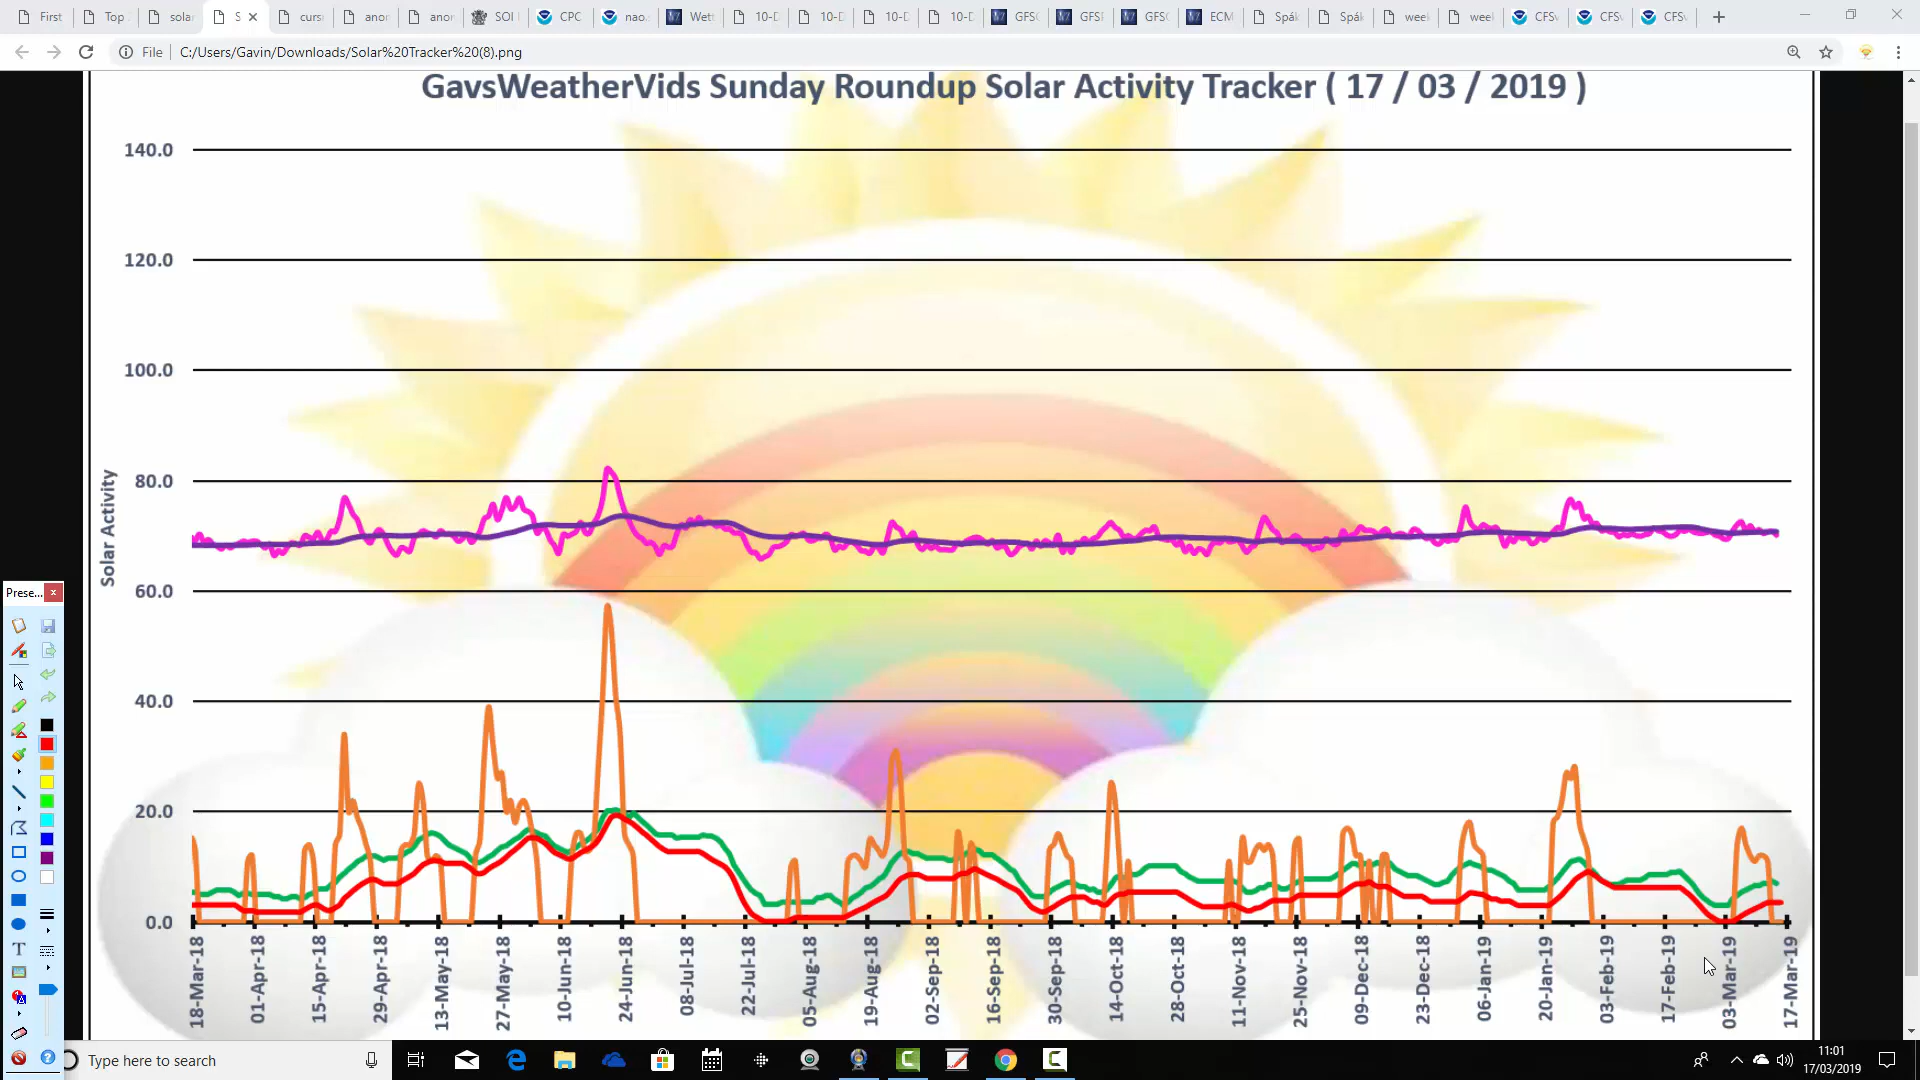 First
Top
solar
S
curs
anor
anor
SOI
CPC
nao.
Wett
10-D
10-D
10-D
10-D
GFS
GFS
GFS
ECM
Spá
Spá
week
week
CFS
CFS
CFS
File
C:/Users/Gavin/Downloads/Solar%20Tracker%20(8).png
GavsWeatherVids Sunday Roundup Solar Activity Tracker ( 17 / 03 / 2019 )
140.0
120.0
100.0
80.0
60.0
40.0
20.0
0.0
Solar Activity
18-Mar-18
01-Apr-18
15-Apr-18
29-Apr-18
13-May-18
27-May-18
10-Jun-18
24-Jun-18
08-Jul-18
22-Jul-18
05-Aug-18
19-Aug-18
02-Sep-18
16-Sep-18
30-Sep-18
14-Oct-18
28-Oct-18
11-Nov-18
25-Nov-18
09-Dec-18
23-Dec-18
06-Jan-19
20-Jan-19
03-Feb-19
17-Feb-19
03-Mar-19
17-Mar-19
Prese...
Type here to search
11:01
17/03/2019